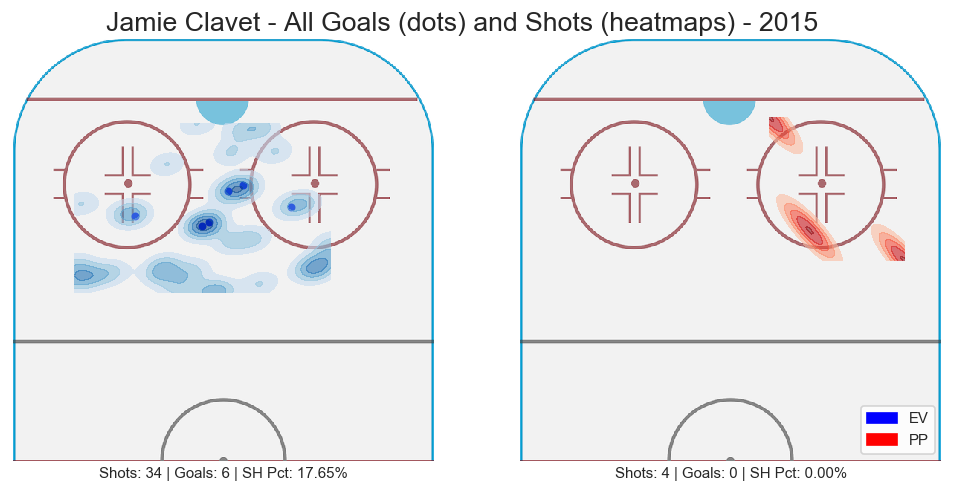 Jamie Clavet - All Goals (dots) and Shots (heatmaps) - 2015
EV
PP
Shots: 34 | Goals: 6 | SH Pct: 17.65%
Shots: 4 | Goals: 0 | SH Pct: 0.00%